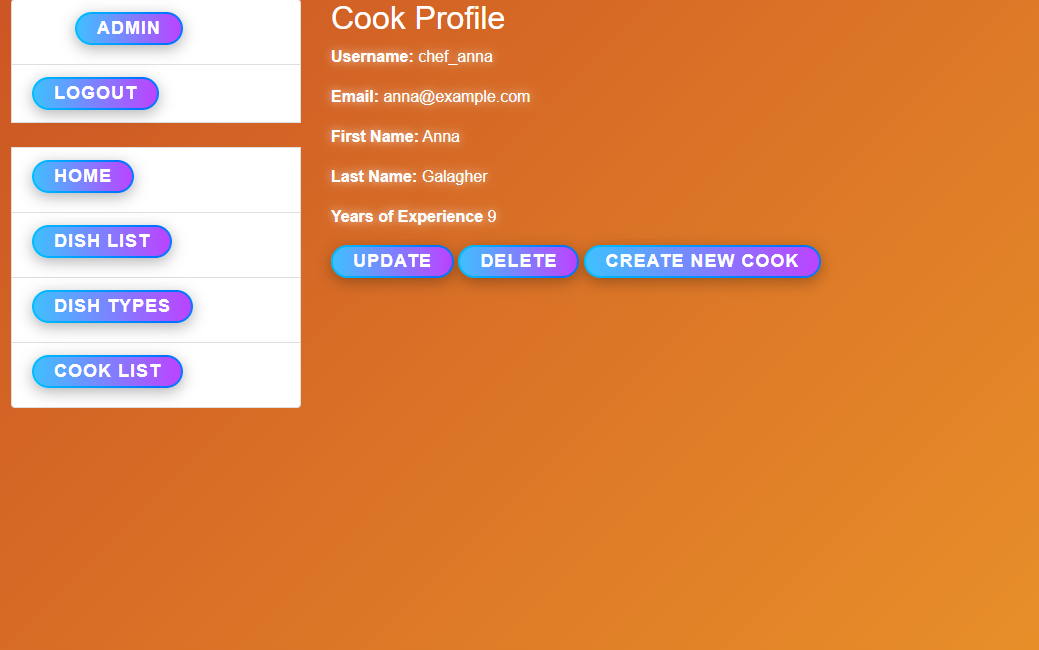 ADMIN
LOGOUT
HOME
DISH LIST
DISH TYPES
COOK LIST
Cook Profile
Username: chef_anna
Email: anna@example.com
First Name: Anna
Last Name: Galagher
Years of Experience 9
UPDATE DELETE CREATE NEW COOK